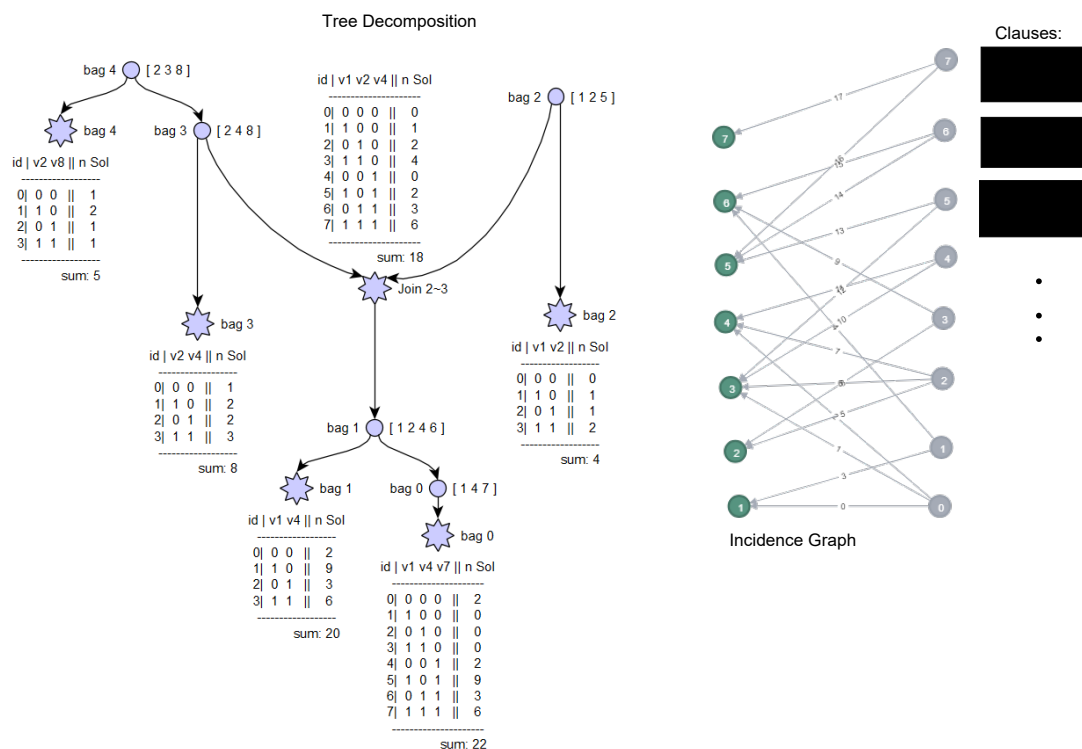 Tree Decomposition
bag 4 [ 2 3 8 ]
bag 4
id | v2 v8 || n Sol
-------------------
0| 0 0 || 1
1| 1 0 || 2
2| 0 1 || 1
3| 1 1 || 1
------------------
sum: 5
bag 3 [ 2 4 8 ]
bag 3
id | v2 v4 || n Sol
-------------------
0| 0 0 || 1
1| 1 0 || 2
2| 0 1 || 2
3| 1 1 || 3
-------------------
sum: 8
id | v1 v2 v4 || n Sol
----------------------
0| 0 0 0 || 0
1| 1 0 0 || 1
2| 0 1 0 || 2
3| 1 1 0 || 4
4| 0 0 1 || 0
5| 1 0 1 || 2
6| 0 1 1 || 3
7| 1 1 1 || 6
----------------------
sum: 18
Join 2~3
bag 2 [ 1 2 5 ]
bag 2
id | v1 v2 || n Sol
-------------------
0| 0 0 || 0
1| 1 0 || 1
2| 0 1 || 1
3| 1 1 || 2
-------------------
sum: 4
bag 1 [ 1 2 4 6 ]
bag 1
id | v1 v4 || n Sol
-------------------
0| 0 0 || 2
1| 1 0 || 9
2| 0 1 || 3
3| 1 1 || 6
-------------------
sum: 20
bag 0 [ 1 4 7 ]
bag 0
id | v1 v4 v7 || n Sol
----------------------
0| 0 0 0 || 2
1| 1 0 0 || 0
2| 0 1 0 || 0
3| 1 1 0 || 0
4| 0 0 1 || 2
5| 1 0 1 || 9
6| 0 1 1 || 3
7| 1 1 1 || 6
----------------------
sum: 22
Clauses:
7
17
7
6
6
14
5
5
13
9
4
4
10
3
7
3
2
5
2
1
1
3
1
0
0
Incidence Graph